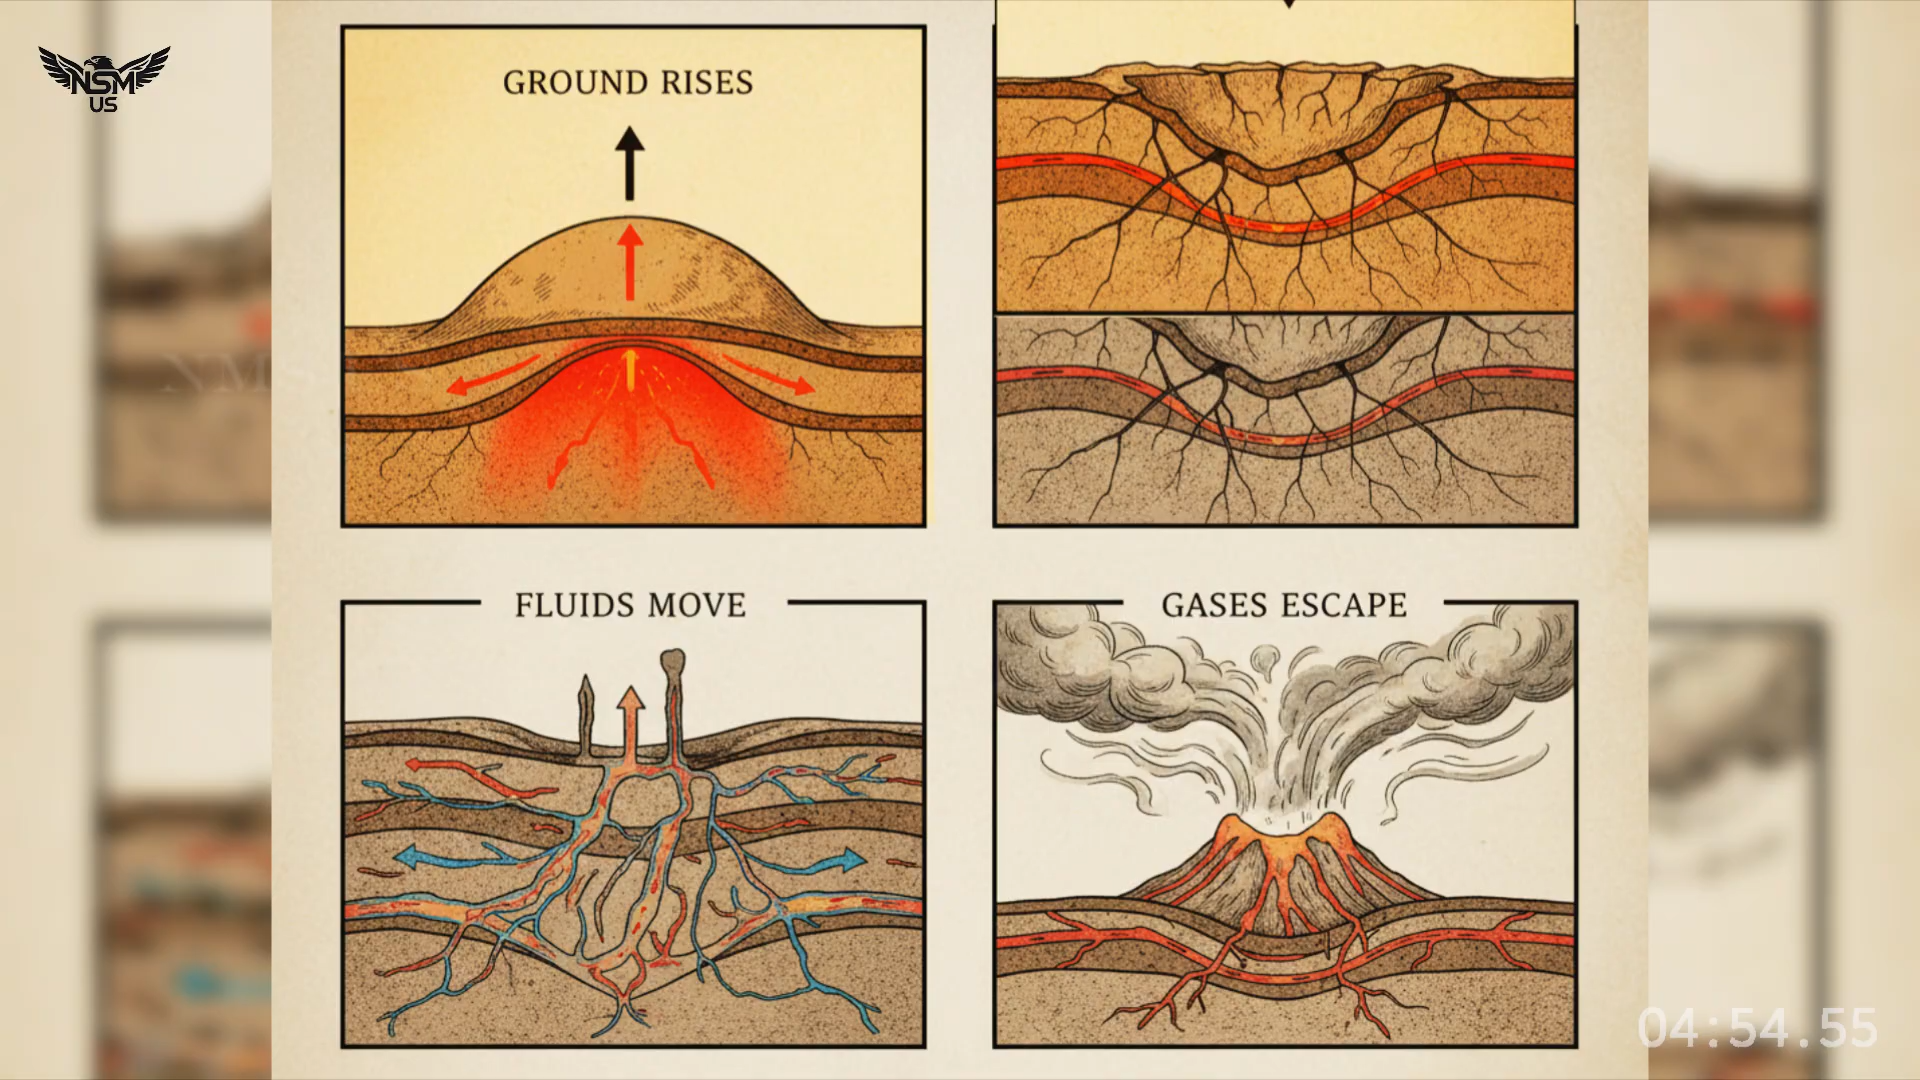 NSM
US
GROUND RISES
FLUIDS MOVE
GASES ESCAPE
04:54.55